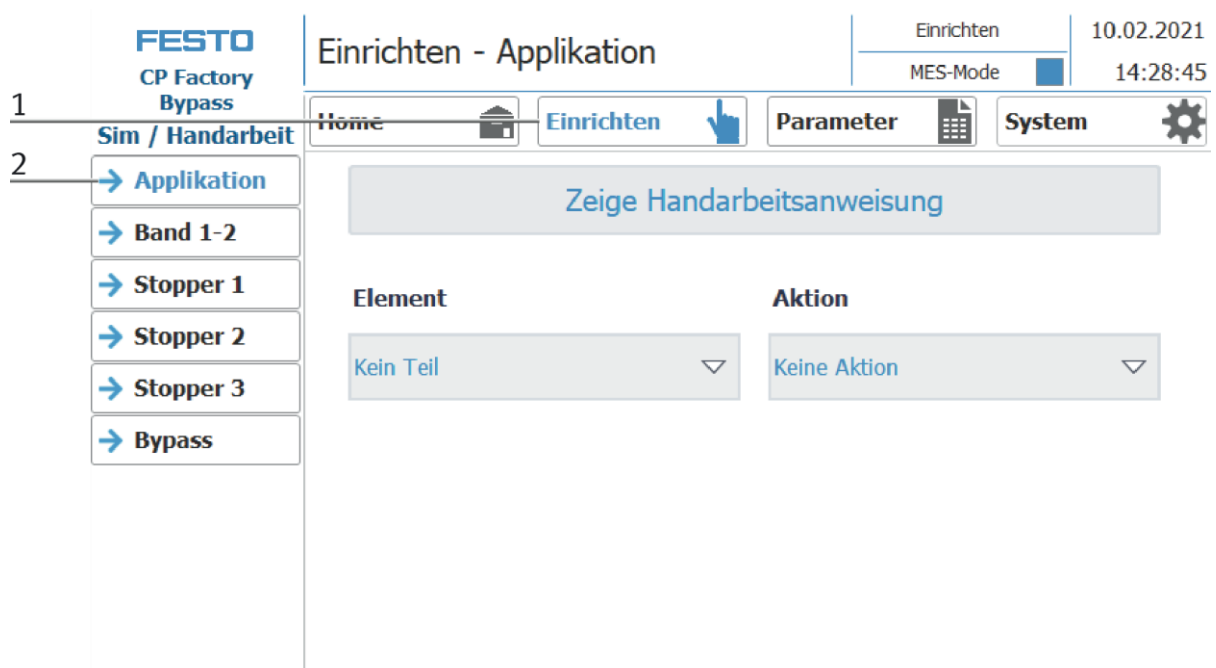 FESTO
CP Factory
Bypass
Sim / Handarbeit
Einrichten - Applikation
Einrichten
MES-Mode
10.02.2021
14:28:45
1
Home
Einrichten
Parameter
System
2
Applikation
Band 1-2
Stopper 1
Stopper 2
Stopper 3
Bypass
Zeige Handarbeitsanweisung
Element
Aktion
Kein Teil
Keine Aktion